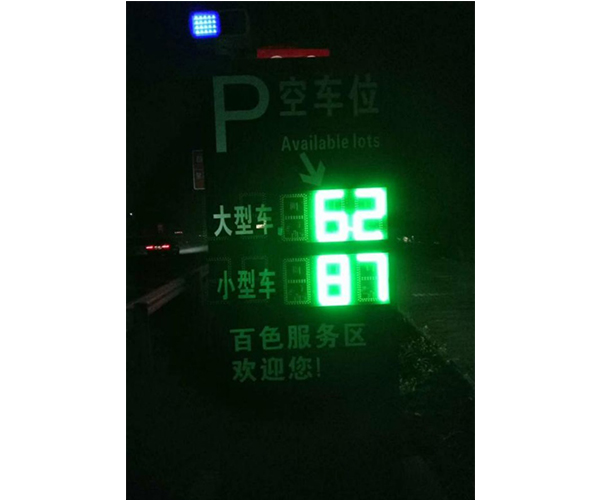 P 空车位
Available lots
大型车 62
小型车 87
百色服务区
欢迎您!